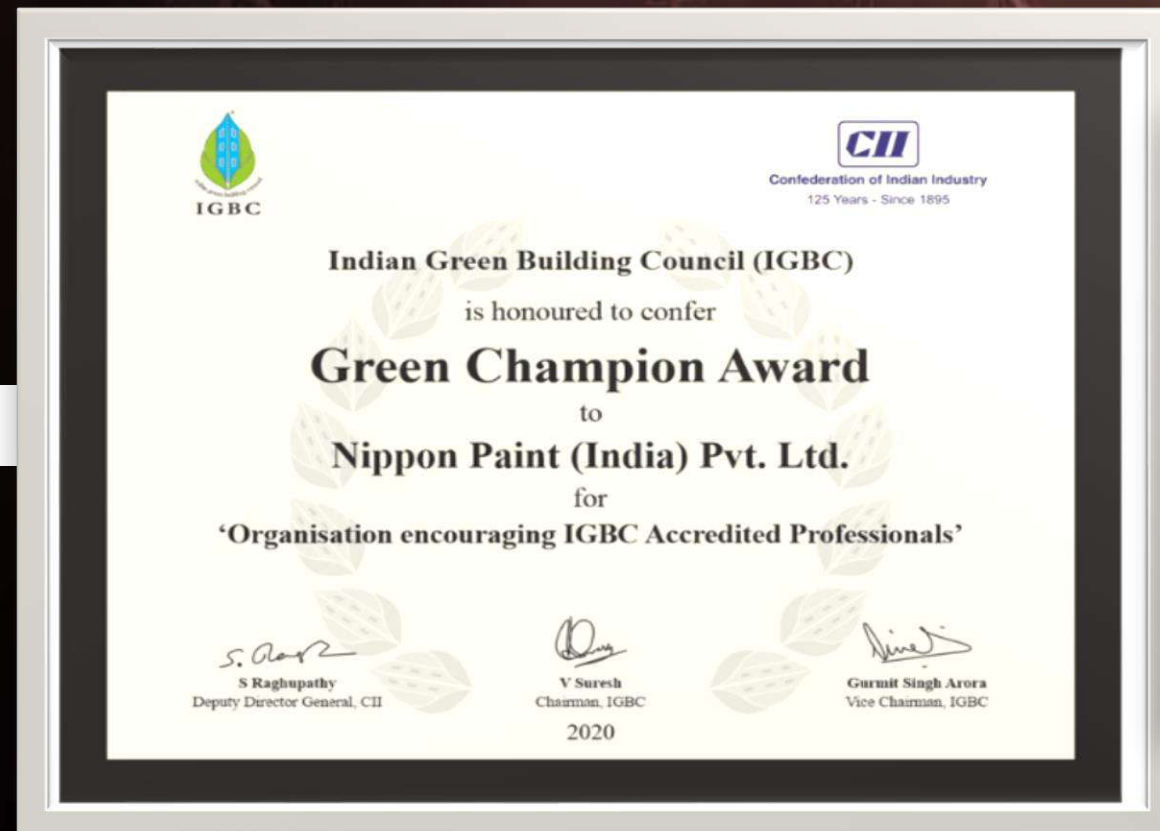 IGBC
CII
Confederation of Indian Industry
125 Years - Since 1895
Indian Green Building Council (IGBC)
is honoured to confer
Green Champion Award
to
Nippon Paint (India) Pvt. Ltd.
for
‘Organisation encouraging IGBC Accredited Professionals’
S Raghupathy
Deputy Director General, CII
V Suresh
Chairman, IGBC
Gurmit Singh Arora
Vice Chairman, IGBC
2020